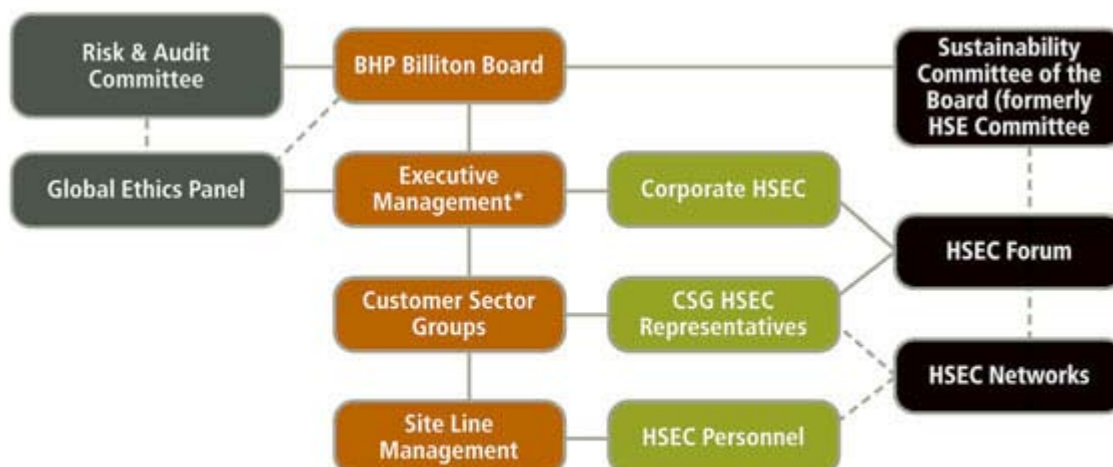 Risk & Audit
Committee
BHP Billiton Board
Sustainability
Committee of the
Board (formerly
HSE Committee
Global Ethics Panel
Executive
Management*
Corporate HSEC
HSEC Forum
Customer Sector
Groups
CSG HSEC
Representatives
HSEC Networks
Site Line
Management
HSEC Personnel